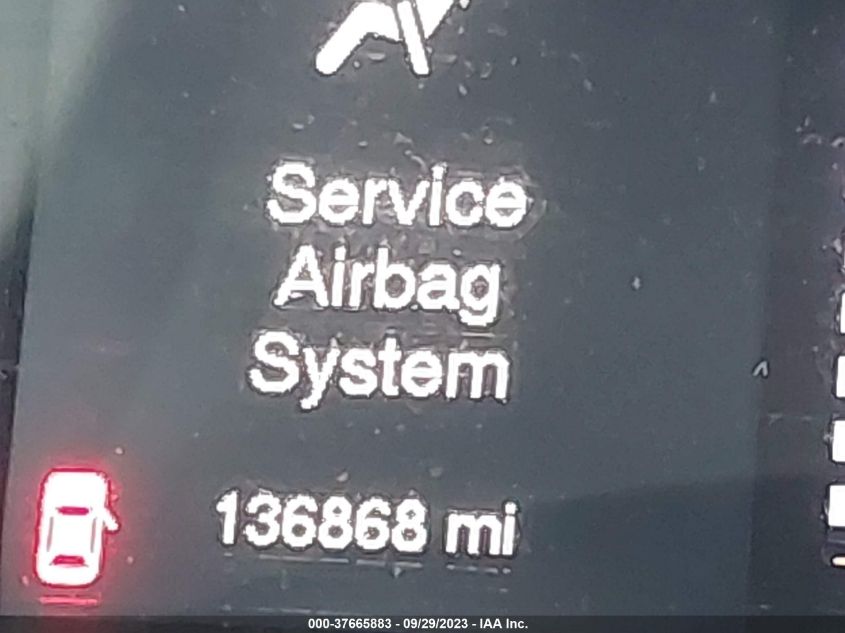 Service
Airbag
System
136868 mi
000-37665883 - 09/29/2023 - IAA Inc.